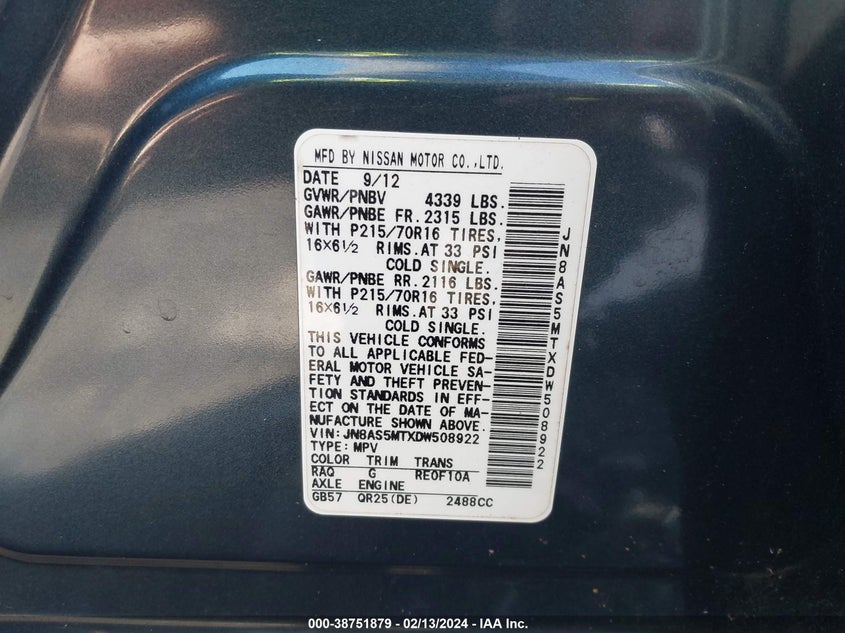 MFD BY NISSAN MOTOR CO.,LTD.
DATE 9/12
GVWR/PNBV 4339 LBS.
GAWR/PNBE FR. 2315 LBS.
WITH P215/70R16 TIRES,
16×6½ RIMS. AT 33 PSI
COLD SINGLE.
GAWR/PNBE RR. 2116 LBS.
WITH P215/70R16 TIRES,
16×6½ RIMS. AT 33 PSI
COLD SINGLE.
THIS VEHICLE CONFORMS
TO ALL APPLICABLE FED-
ERAL MOTOR VEHICLE SA-
FETY AND THEFT PREVEN-
TION STANDARDS IN EFF-
ECT ON THE DATE OF MA-
NUFACTURE SHOWN ABOVE.
VIN: JN8AS5MTXDW508922
TYPE: MPV
COLOR TRIM TRANS
RAQ G RE0F10A
AXLE ENGINE
GB57 QR25(DE) 2488CC
JN8AS5MTXDW508922
000-38751879 - 02/13/2024 - IAA Inc.